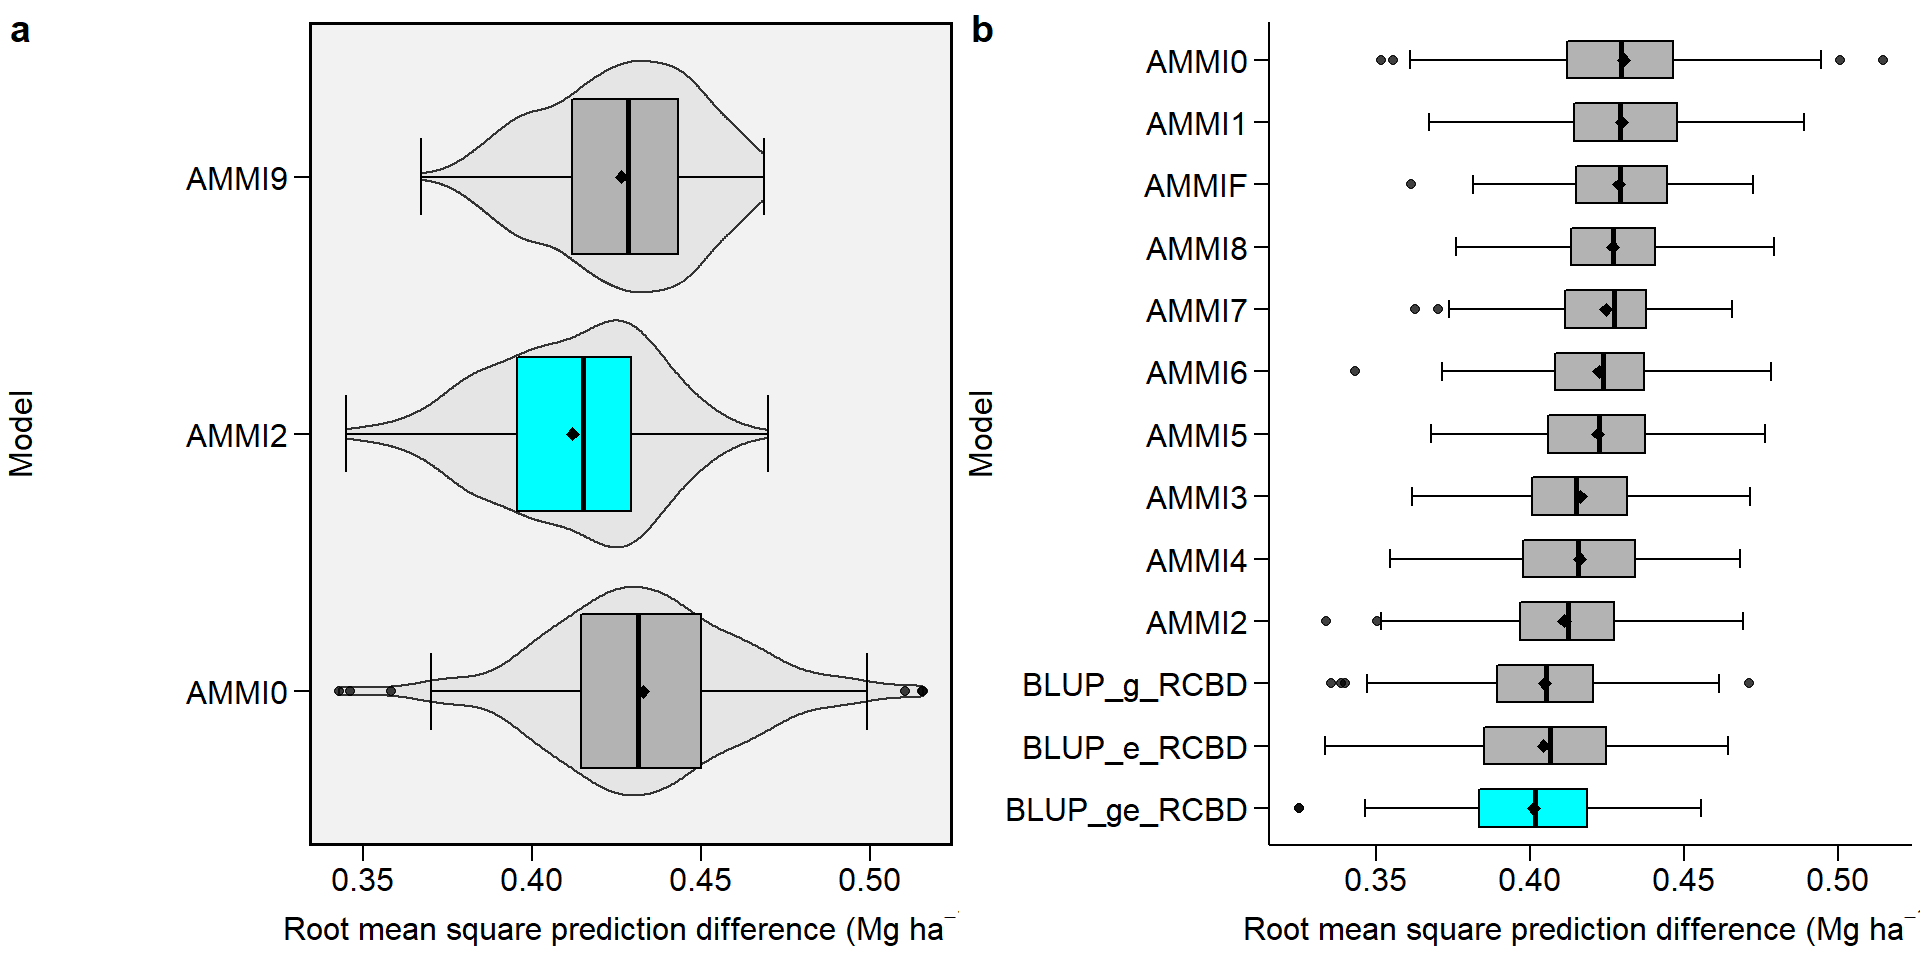 a
Model
AMMI9
AMMI2
AMMI0
0.35 0.40 0.45 0.50
Root mean square prediction difference (Mg ha
b
Model
AMMI0
AMMI1
AMMIF
AMMI8
AMMI7
AMMI6
AMMI5
AMMI3
AMMI4
AMMI2
BLUP_g_RCBD
BLUP_e_RCBD
BLUP_ge_RCBD
0.35 0.40 0.45 0.50
Root mean square prediction difference (Mg ha